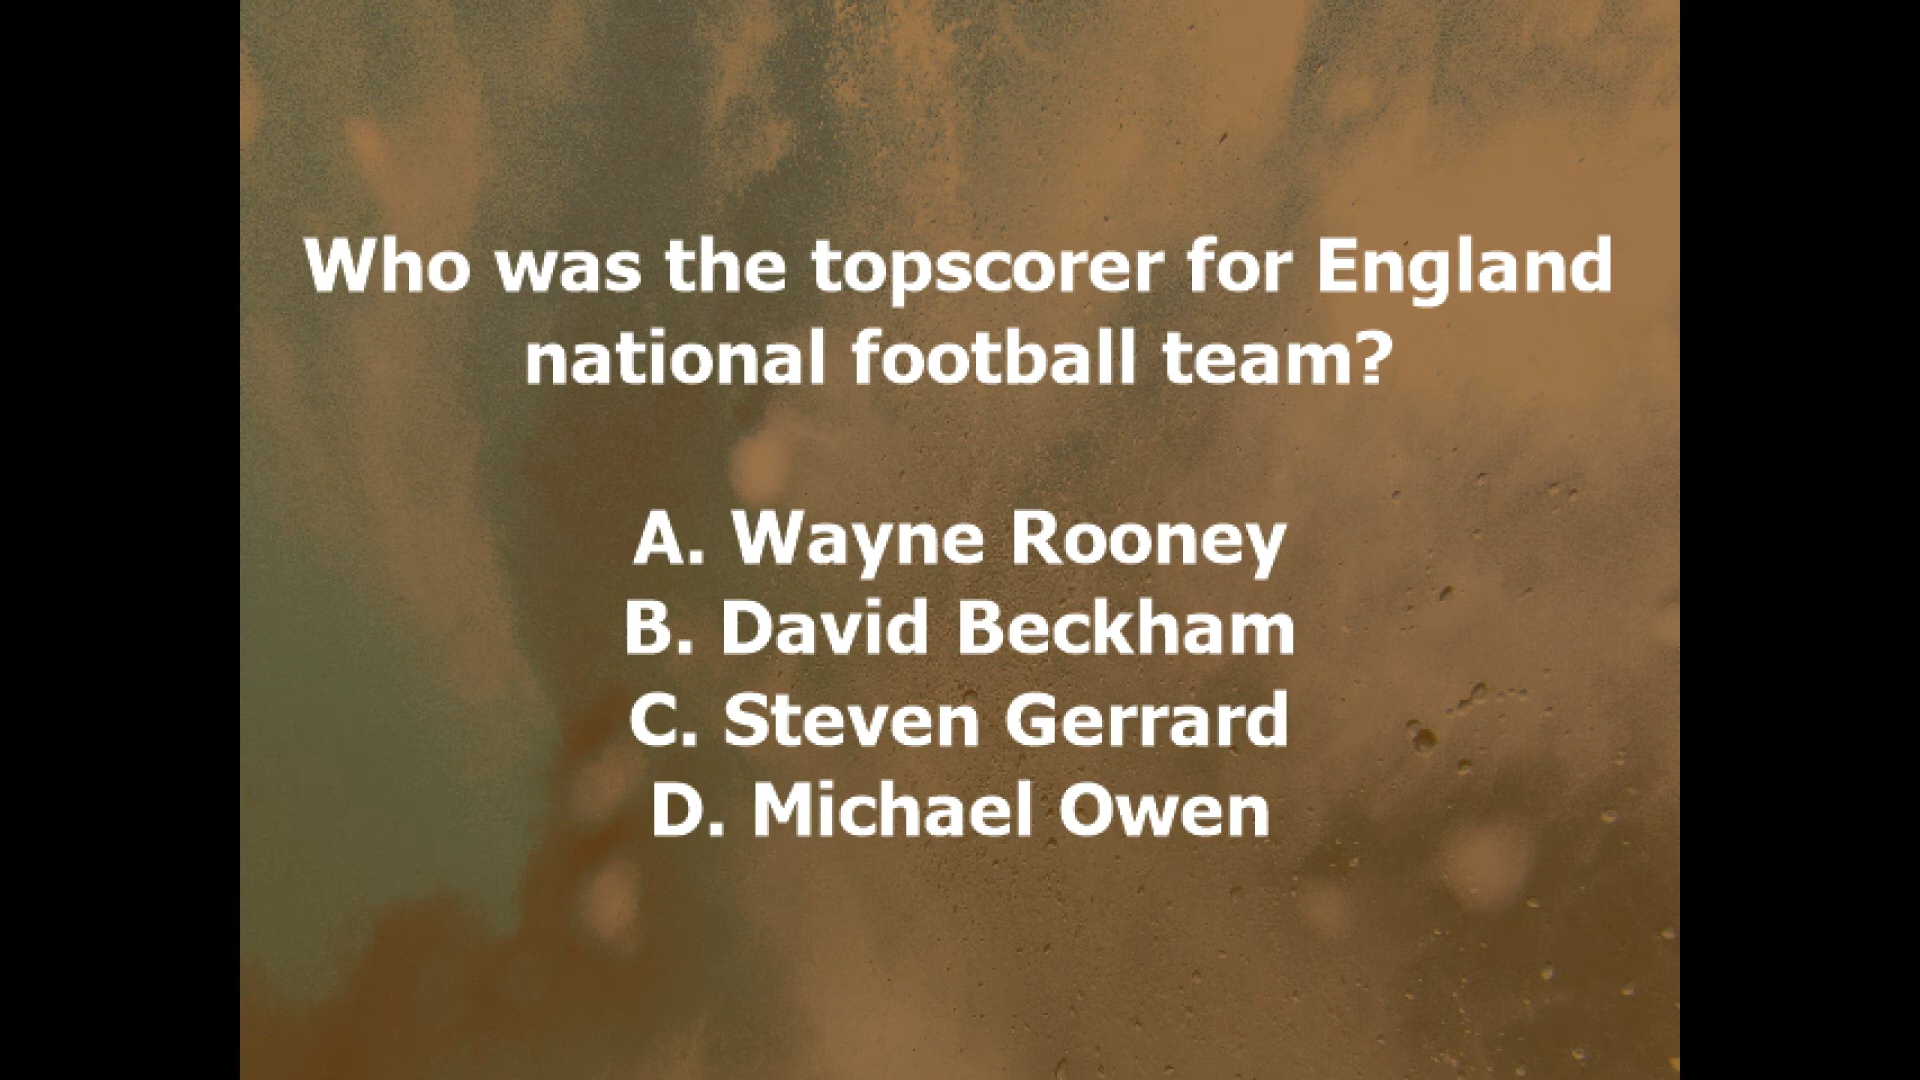 Who was the topscorer for England
national football team?
A. Wayne Rooney
B. David Beckham
C. Steven Gerrard
D. Michael Owen